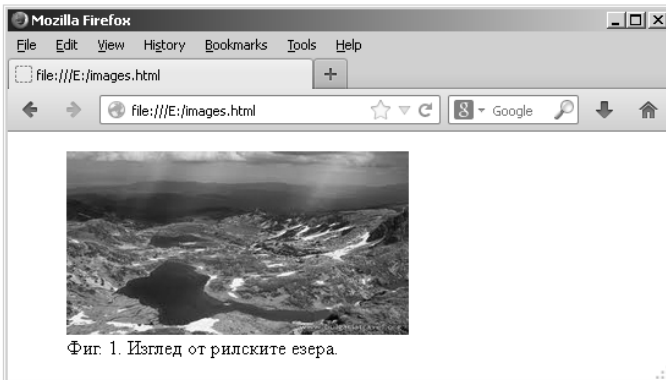 Mozilla Firefox
File Edit View History Bookmarks Tools Help
file:///E:/images.html
file:///E:/images.html Google
Фиг. 1. Изглед от рилските езера.